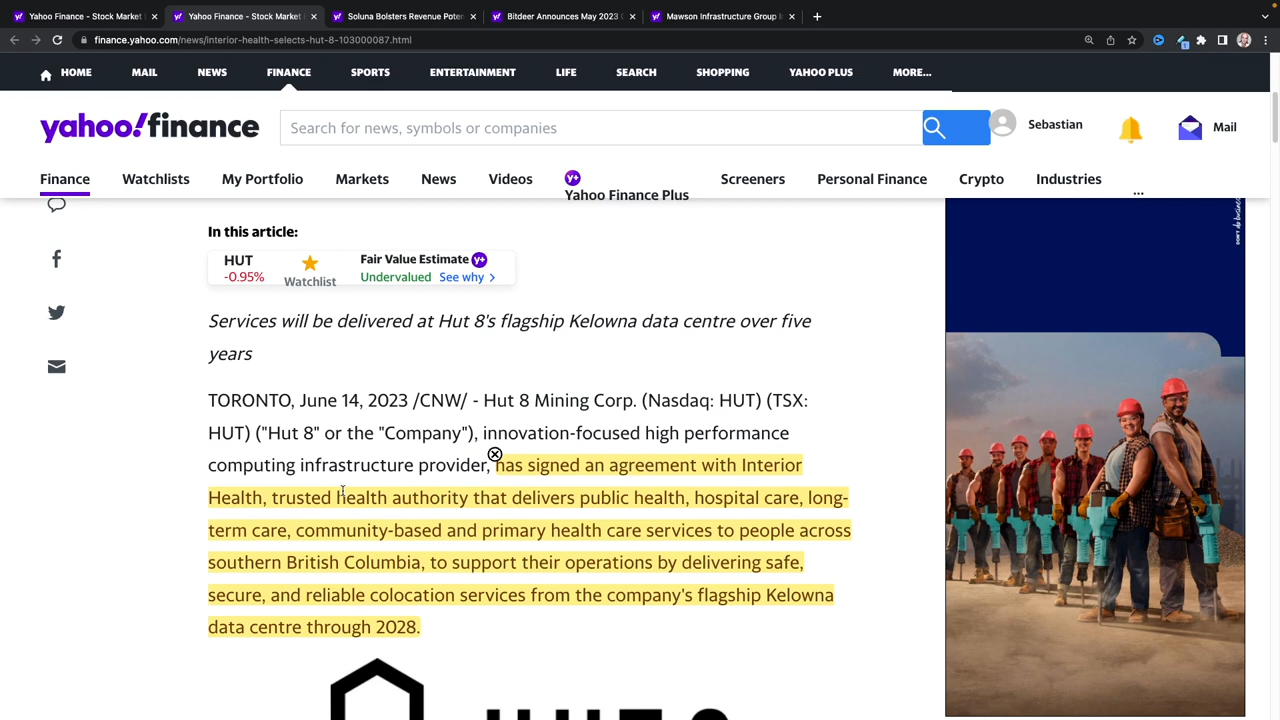 Yahoo Finance - Stock Market
Yahoo Finance - Stock Market
Soluna Bolsters Revenue Poten
Bitdeer Announces May 2023
Mawson Infrastructure Group
finance.yahoo.com/news/interior-health-selects-hut-8-103000087.html
HOME MAIL NEWS FINANCE SPORTS ENTERTAINMENT LIFE SEARCH SHOPPING YAHOO PLUS MORE...
yahoo!finance
Search for news, symbols or companies
Sebastian
Mail
Finance Watchlists My Portfolio Markets News Videos Y+ Yahoo Finance Plus Screeners Personal Finance Crypto Industries ...
In this article:
HUT
-0.95%
Watchlist
Fair Value Estimate Y+
Undervalued See why >
Services will be delivered at Hut 8's flagship Kelowna data centre over five
years
TORONTO, June 14, 2023 /CNW/ - Hut 8 Mining Corp. (Nasdaq: HUT) (TSX:
HUT) ("Hut 8" or the "Company"), innovation-focused high performance
computing infrastructure provider, has signed an agreement with Interior
Health, trusted health authority that delivers public health, hospital care, long-
term care, community-based and primary health care services to people across
southern British Columbia, to support their operations by delivering safe,
secure, and reliable colocation services from the company's flagship Kelowna
data centre through 2028.